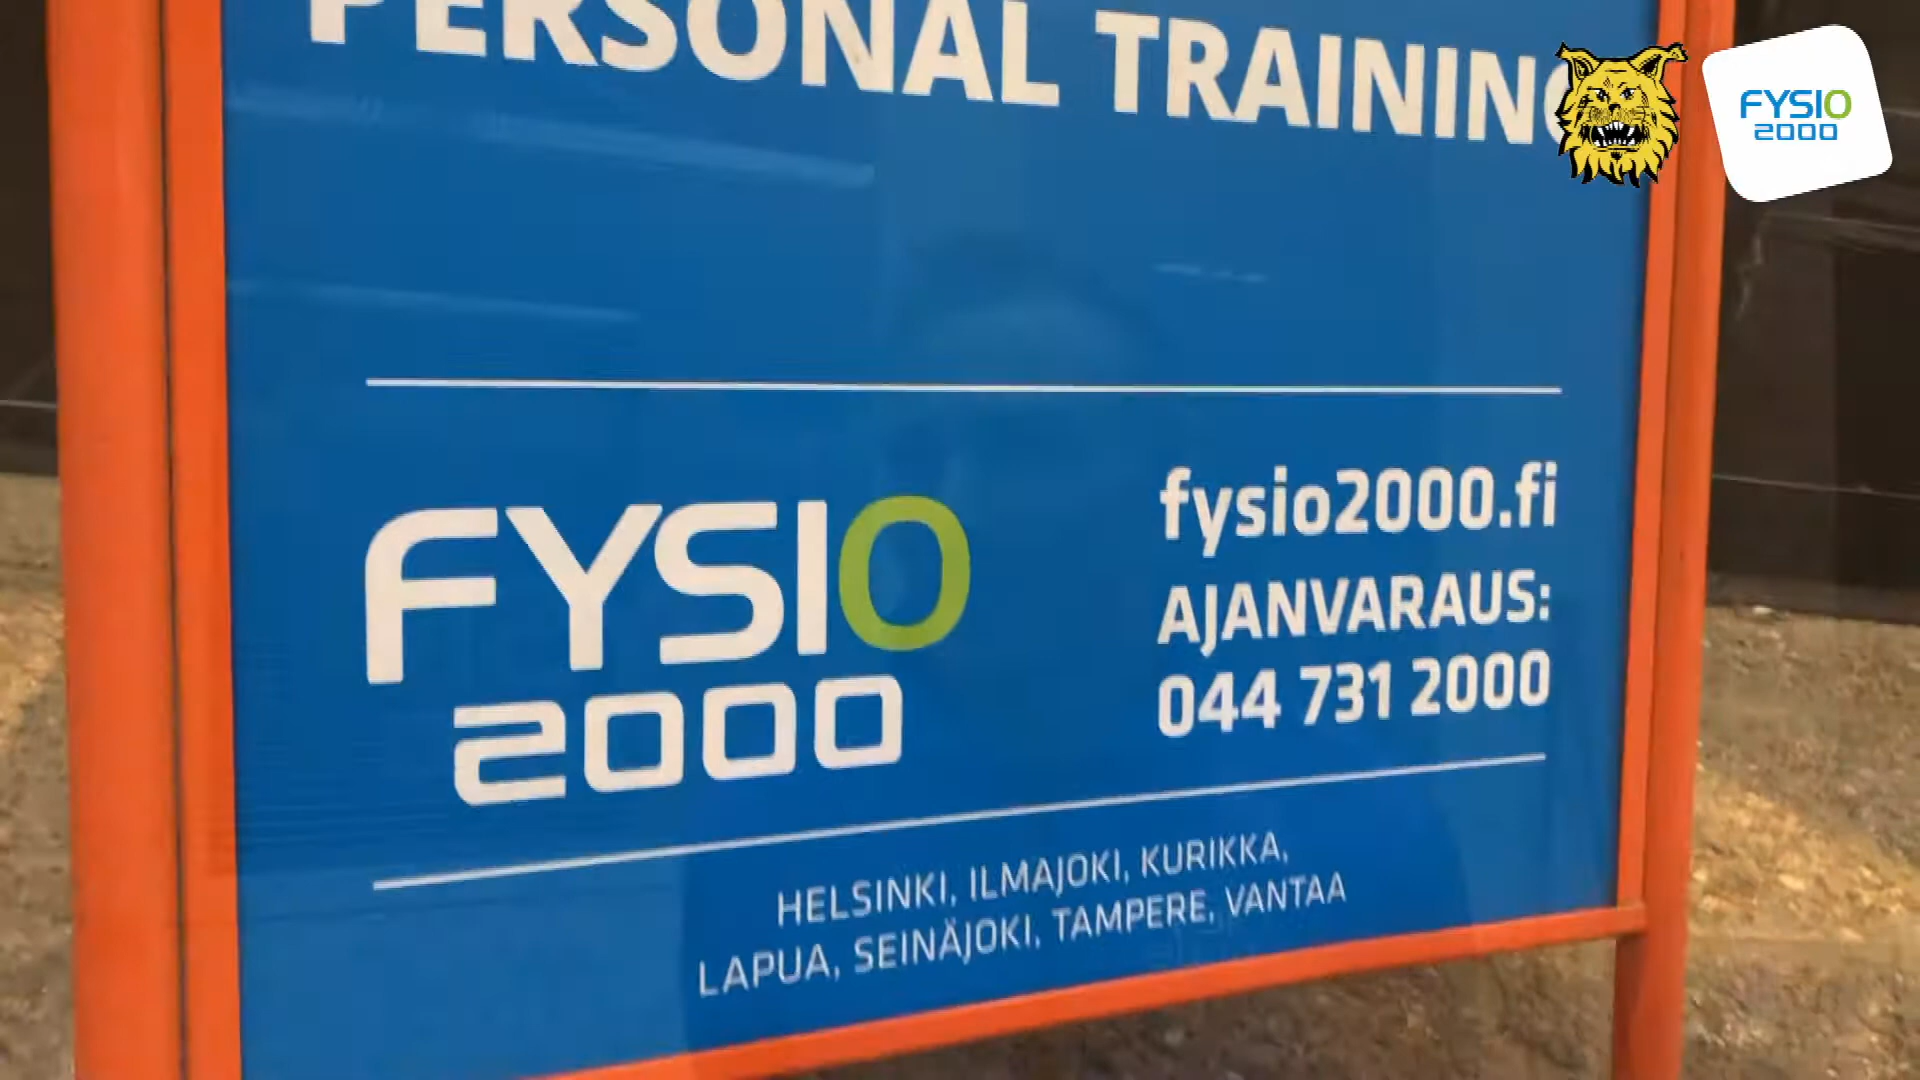 PERSONAL TRAINING
FYSIO
2000
FYSIO
2000
fysio2000.fi
AJANVARAUS:
044 731 2000
HELSINKI, ILMAJOKI, KURIKKA,
LAPUA, SEINÄJOKI, TAMPERE, VANTAA